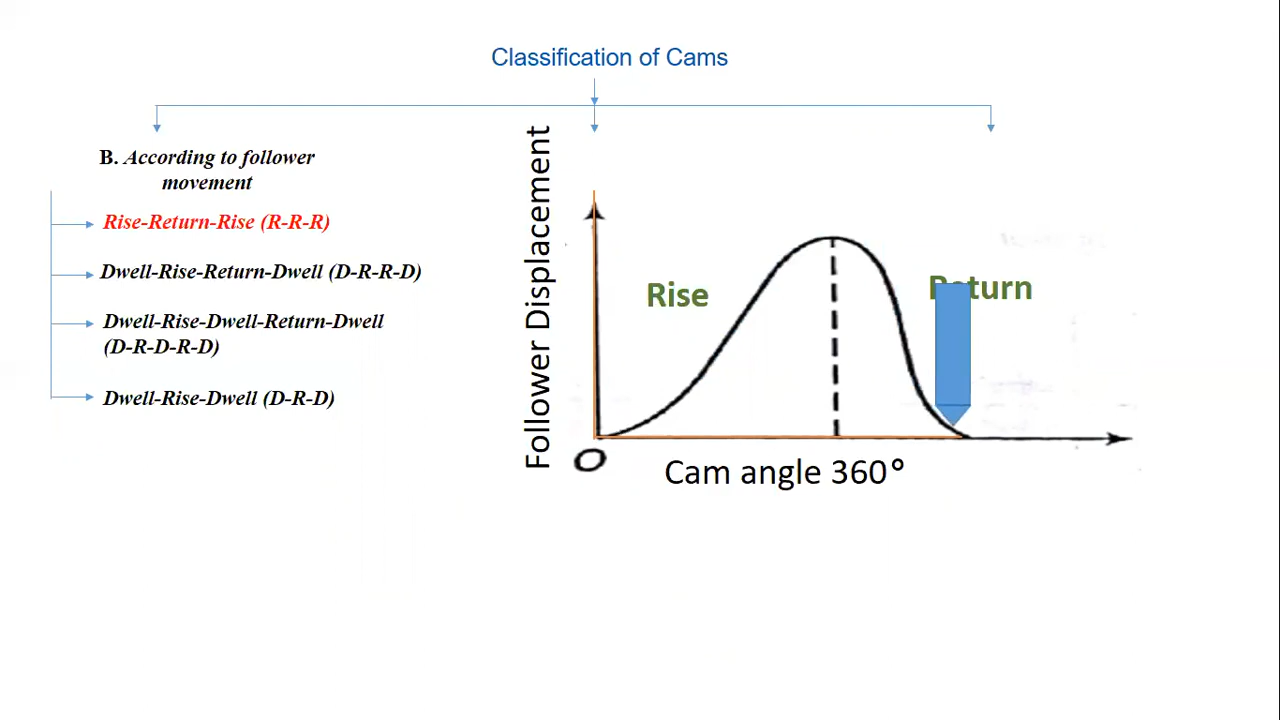 Classification of Cams
B. According to follower
movement
Rise-Return-Rise (R-R-R)
Dwell-Rise-Return-Dwell (D-R-R-D)
Dwell-Rise-Dwell-Return-Dwell
(D-R-D-R-D)
Dwell-Rise-Dwell (D-R-D)
Follower Displacement
Rise
Return
O
Cam angle 360°